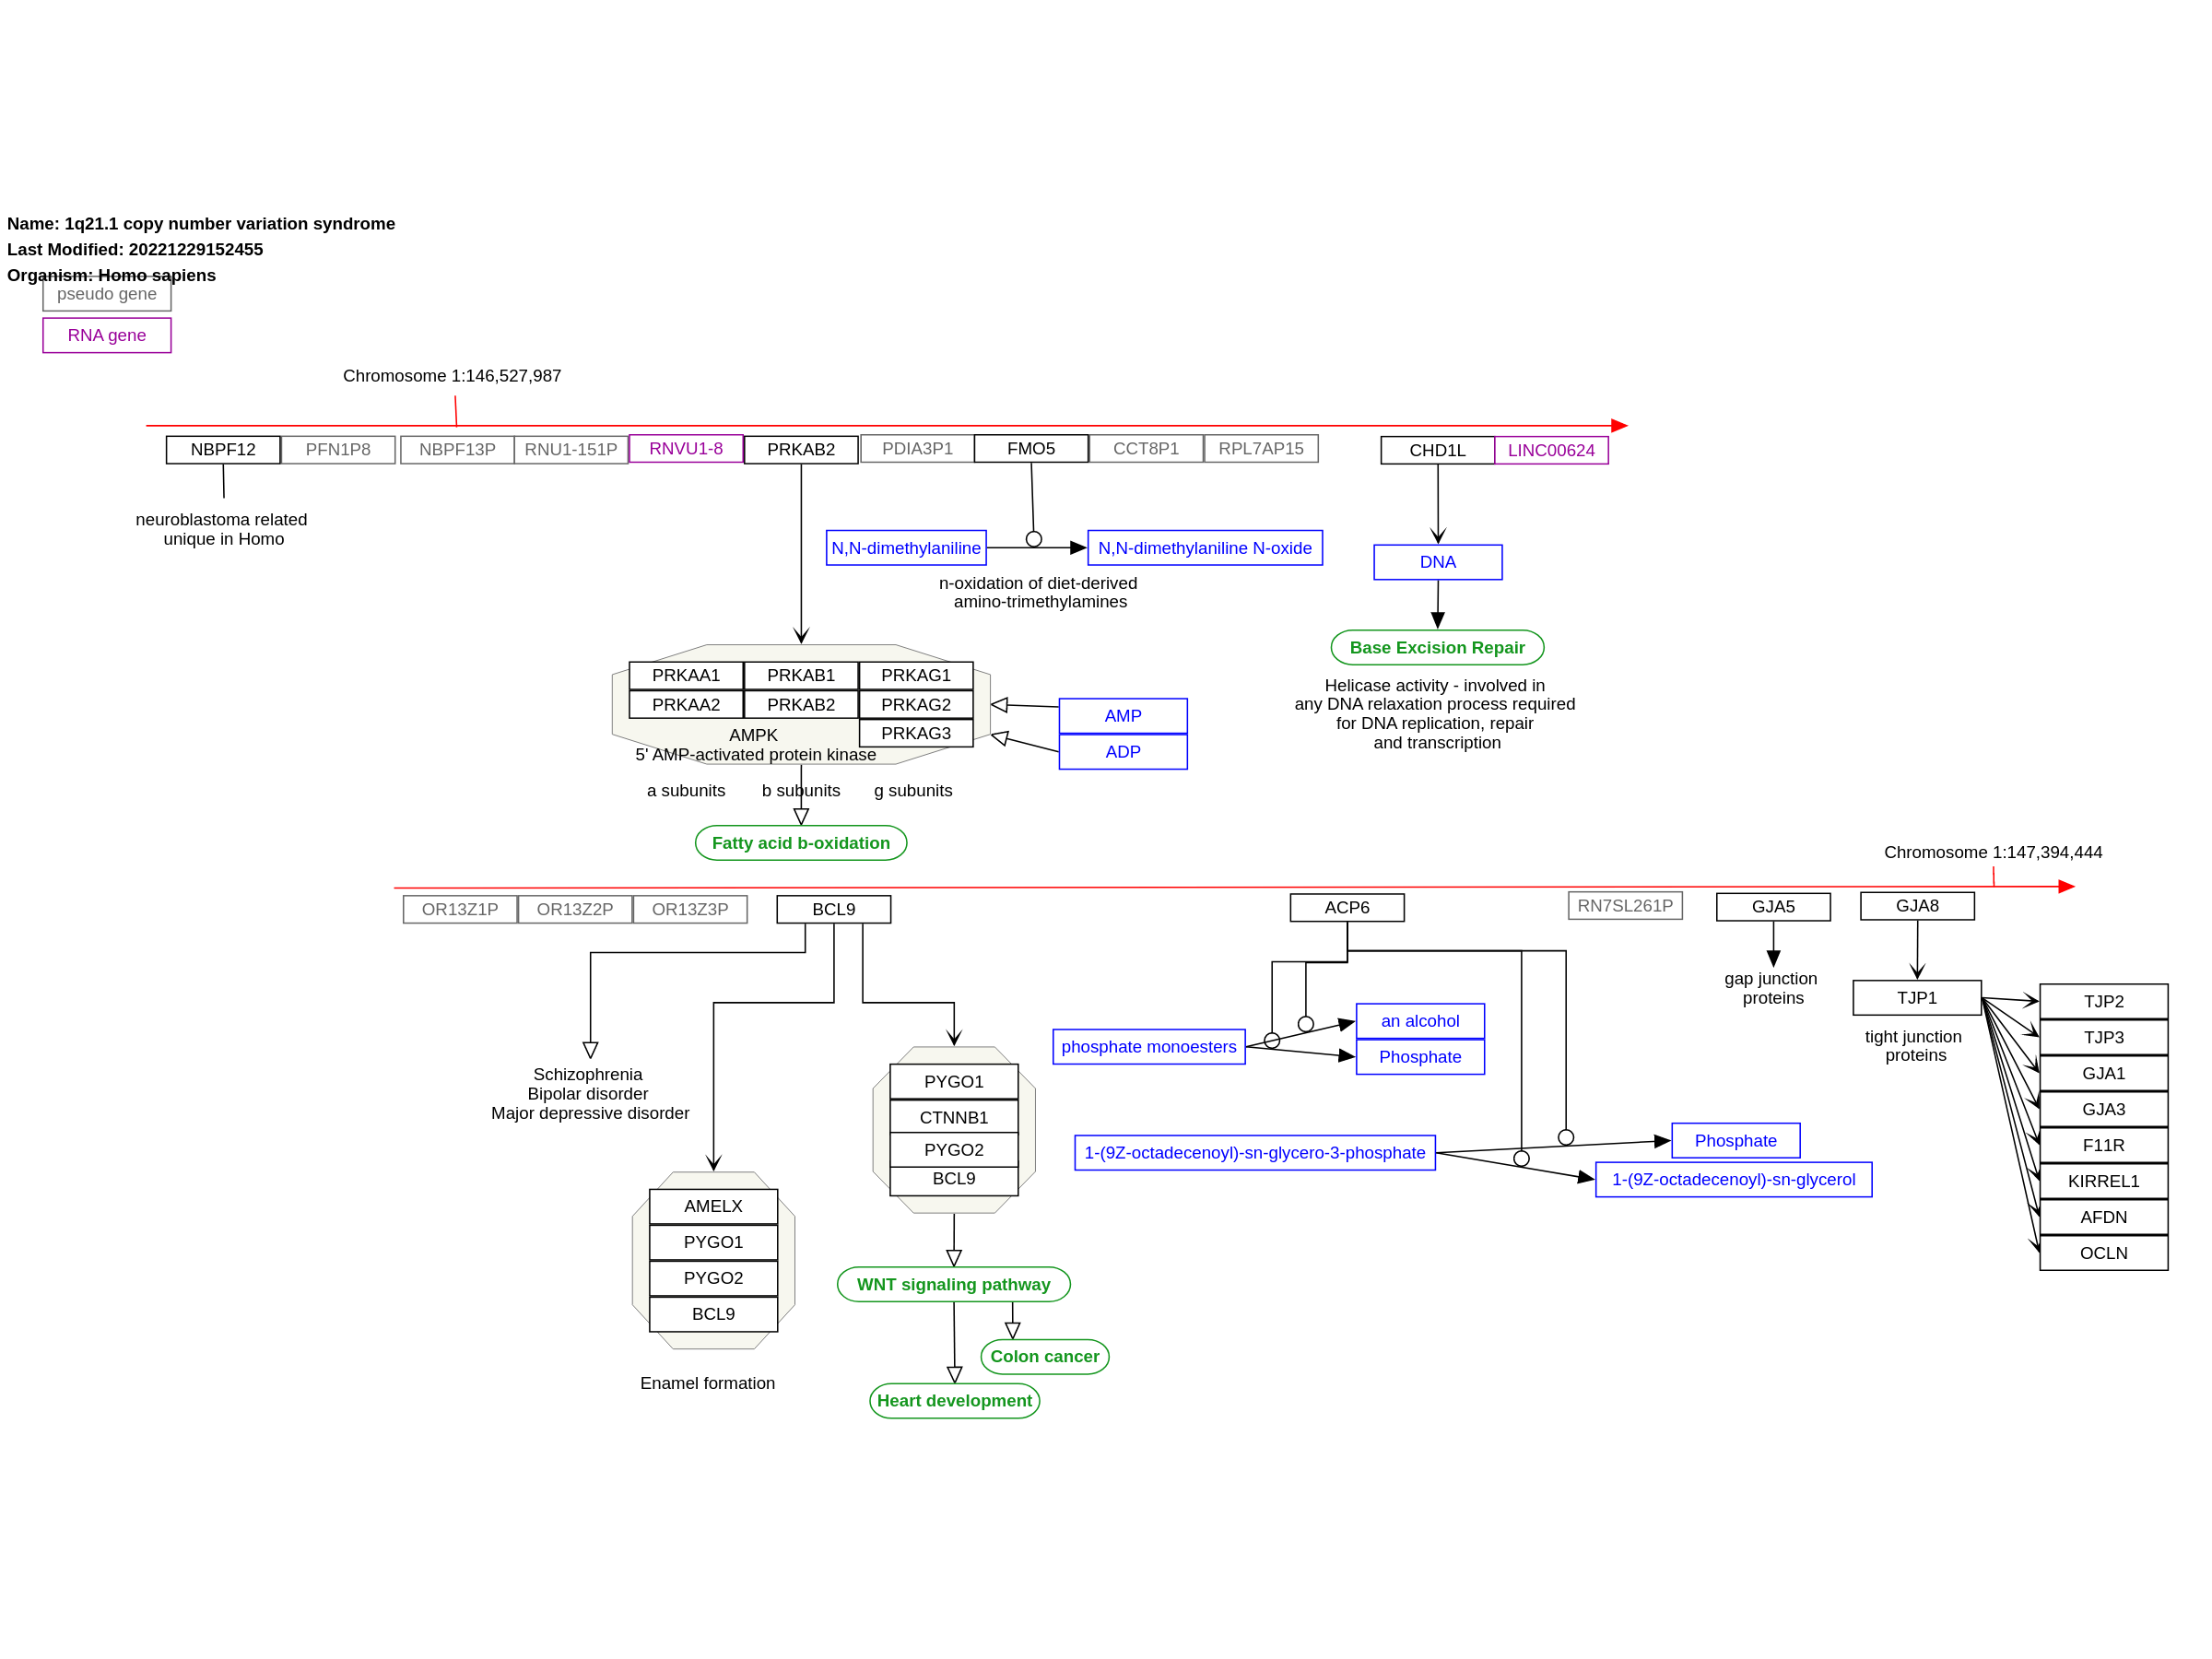 Name: 1q21.1 copy number variation syndrome
Last Modified: 20221229152455
Organism: Homo sapiens
pseudo gene
RNA gene
Chromosome 1:146,527,987
NBPF12
PFN1P8
NBPF13P
RNU1-151P
RNVU1-8
PRKAB2
PDIA3P1
FMO5
CCT8P1
RPL7AP15
CHD1L
LINC00624
neuroblastoma related
unique in Homo
N,N-dimethylaniline
N,N-dimethylaniline N-oxide
n-oxidation of diet-derived
amino-trimethylamines
DNA
Base Excision Repair
Helicase activity - involved in
any DNA relaxation process required
for DNA replication, repair
and transcription
PRKAA1
PRKAB1
PRKAG1
PRKAA2
PRKAB2
PRKAG2
PRKAG3
AMPK
5' AMP-activated protein kinase
AMP
ADP
a subunits
b subunits
g subunits
Fatty acid b-oxidation
Chromosome 1:147,394,444
OR13Z1P
OR13Z2P
OR13Z3P
BCL9
ACP6
RN7SL261P
GJA5
GJA8
gap junction
proteins
TJP1
tight junction
proteins
TJP2
TJP3
GJA1
GJA3
F11R
KIRREL1
AFDN
OCLN
phosphate monoesters
an alcohol
Phosphate
1-(9Z-octadecenoyl)-sn-glycero-3-phosphate
Phosphate
1-(9Z-octadecenoyl)-sn-glycerol
Schizophrenia
Bipolar disorder
Major depressive disorder
PYGO1
CTNNB1
PYGO2
BCL9
AMELX
PYGO1
PYGO2
BCL9
Enamel formation
WNT signaling pathway
Colon cancer
Heart development